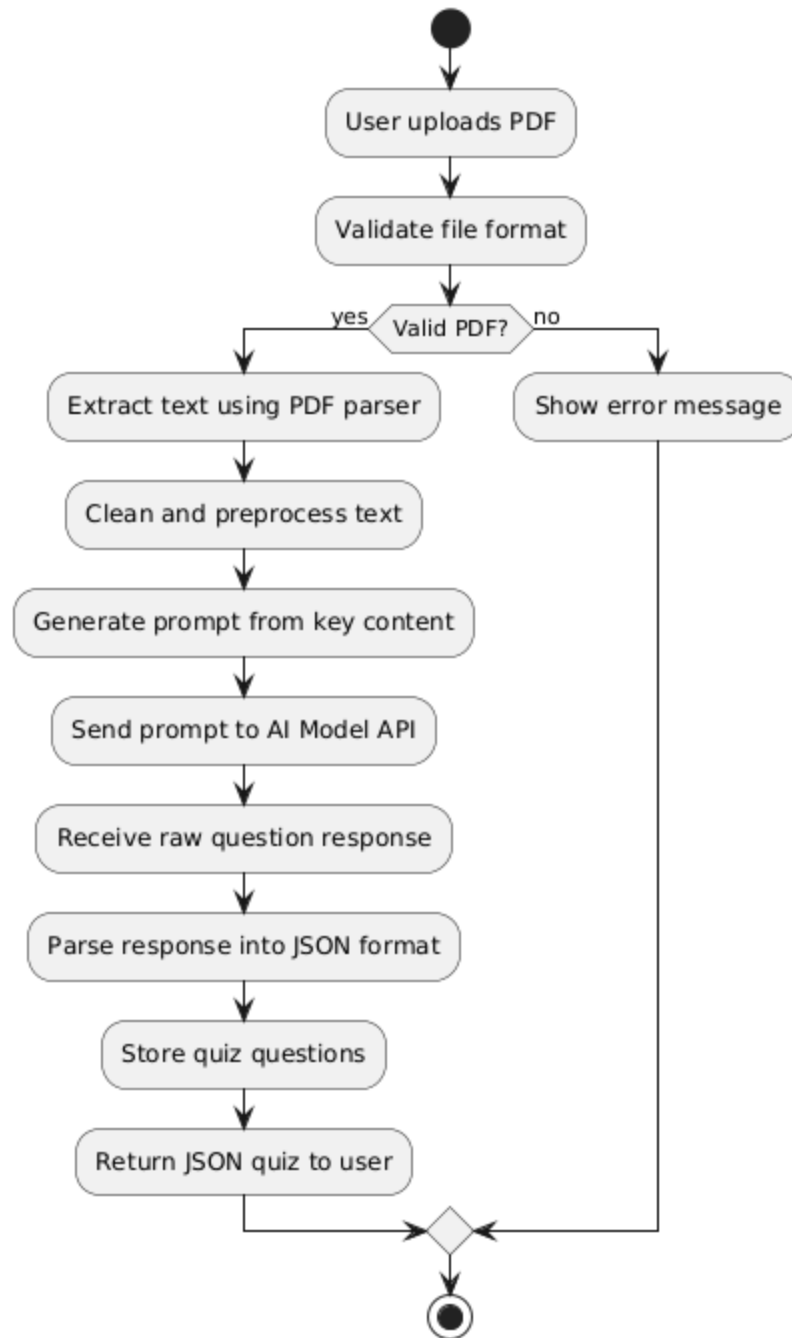 User uploads PDF
Validate file format
yes
Valid PDF?
no
Extract text using PDF parser
Show error message
Clean and preprocess text
Generate prompt from key content
Send prompt to AI Model API
Receive raw question response
Parse response into JSON format
Store quiz questions
Return JSON quiz to user